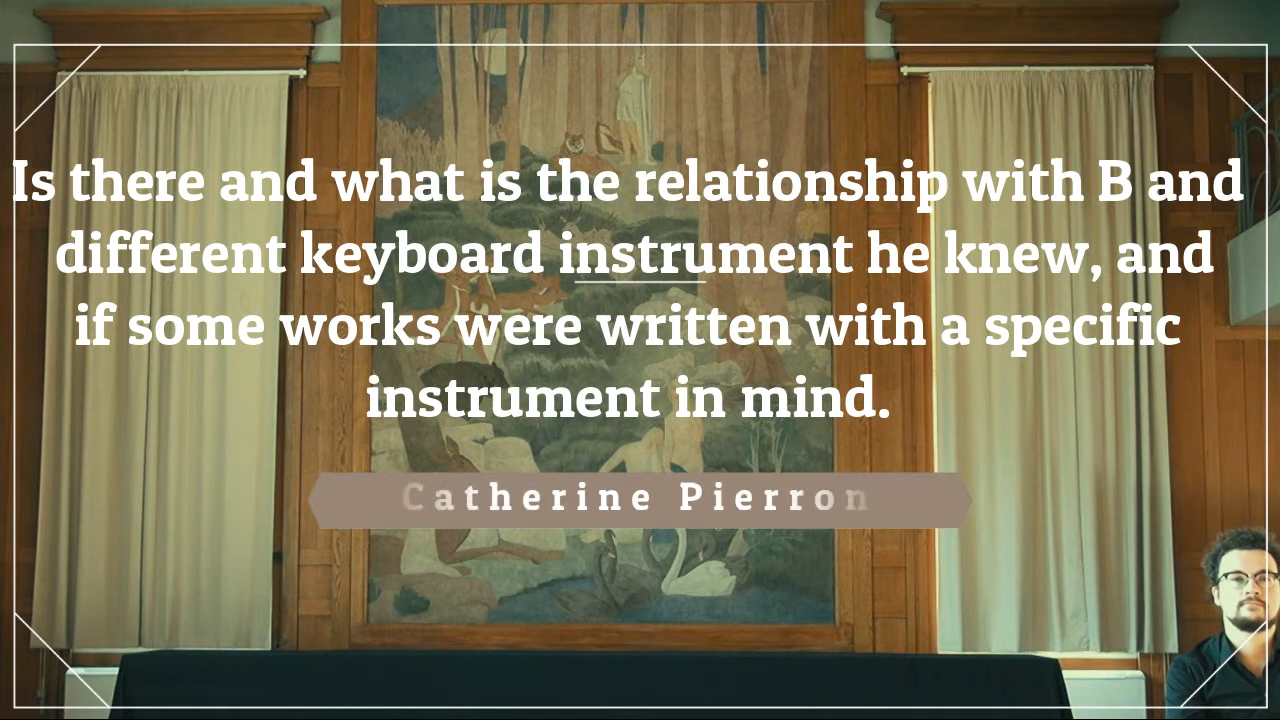 Is there and what is the relationship with B and
different keyboard instrument he knew, and
if some works were written with a specific
instrument in mind.
Catherine Pierron